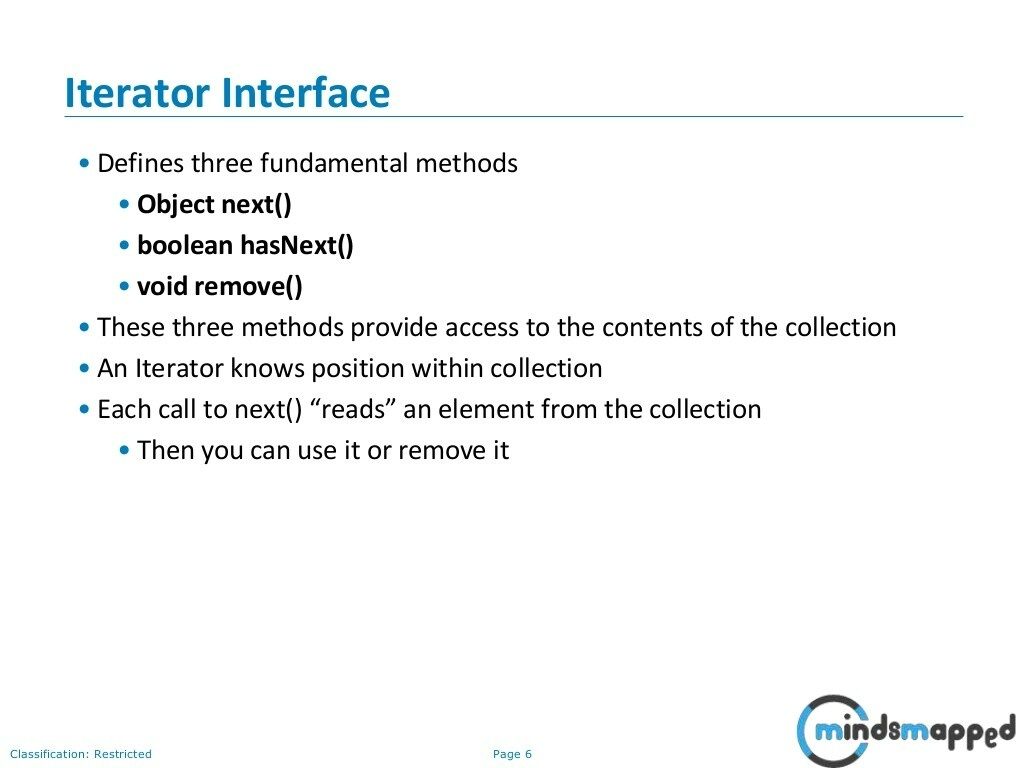 Iterator Interface
• Defines three fundamental methods
• Object next()
• boolean hasNext()
• void remove()
• These three methods provide access to the contents of the collection
• An Iterator knows position within collection
• Each call to next() “reads” an element from the collection
• Then you can use it or remove it
mindsmapped
Classification: Restricted
Page 6